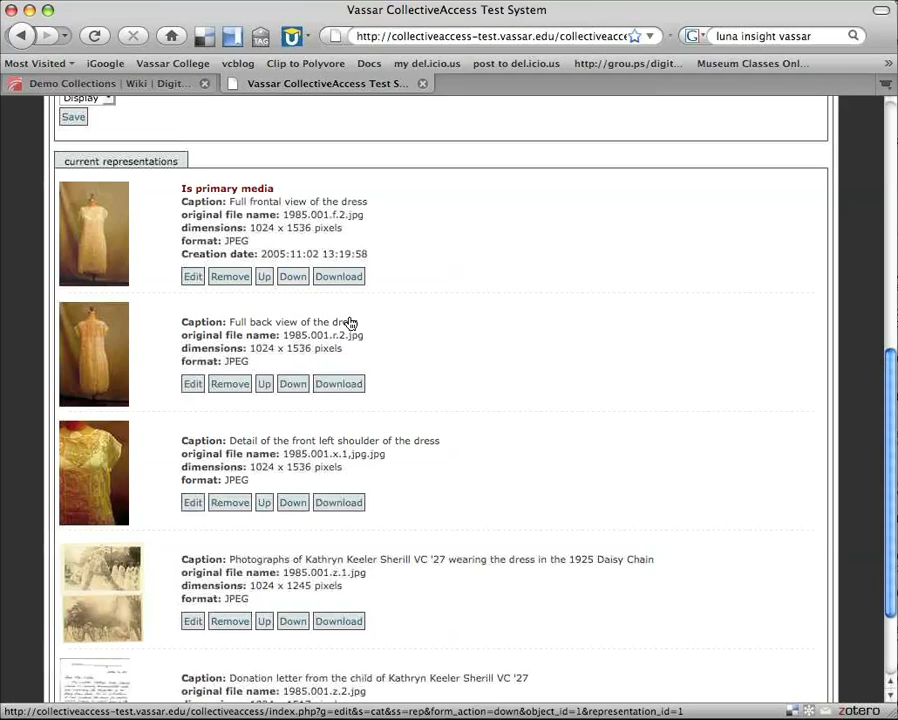 Vassar CollectiveAccess Test System
http://collectiveaccess-test.vassar.edu/collectiveacce
luna insight vassar
Most Visited iGoogle Vassar College vcblog Clip to Polyvore Docs my del.icio.us post to del.icio.us http://grou.ps/digit... Museum Classes Onl... »
Demo Collections | Wiki | Digit... Vassar CollectiveAccess Test S...
Display
Save
current representations
Is primary media
Caption: Full frontal view of the dress
original file name: 1985.001.f.2.jpg
dimensions: 1024 x 1536 pixels
format: JPEG
Creation date: 2005:11:02 13:19:58
Edit Remove Up Down Download
Caption: Full back view of the dress
original file name: 1985.001.r.2.jpg
dimensions: 1024 x 1536 pixels
format: JPEG
Edit Remove Up Down Download
Caption: Detail of the front left shoulder of the dress
original file name: 1985.001.x.1,jpg.jpg
dimensions: 1024 x 1536 pixels
format: JPEG
Edit Remove Up Down Download
Caption: Photographs of Kathryn Keeler Sherill VC '27 wearing the dress in the 1925 Daisy Chain
original file name: 1985.001.z.1.jpg
dimensions: 1024 x 1245 pixels
format: JPEG
Edit Remove Up Down Download
Caption: Donation letter from the child of Kathryn Keeler Sherill VC '27
original file name: 1985.001.z.2.jpg
http://collectiveaccess-test.vassar.edu/collectiveaccess/index.php?g=edit&s=cat&ss=rep&form_action=down&object_id=1&representation_id=1
zotero